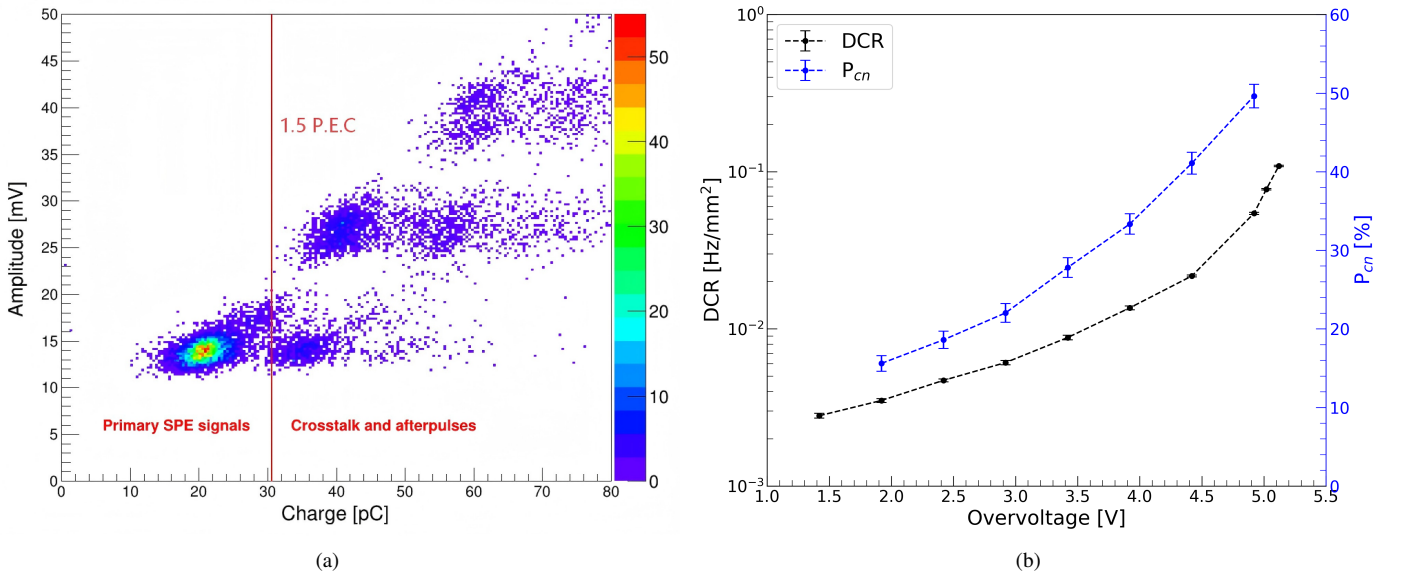 50
45
40
35
30
25
20
15
10
5
0
Amplitude [mV]
1.5 P.E.C
Primary SPE signals
Crosstalk and afterpulses
0 10 20 30 40 50 60 70 80
Charge [pC]
50
40
30
20
10
0
(a)
10⁰
10⁻¹
10⁻²
10⁻³
DCR [Hz/mm²]
DCR
P_cn
1.0 1.5 2.0 2.5 3.0 3.5 4.0 4.5 5.0 5.5
Overvoltage [V]
60
50
40
30
20
10
0
P_cn [%]
(b)